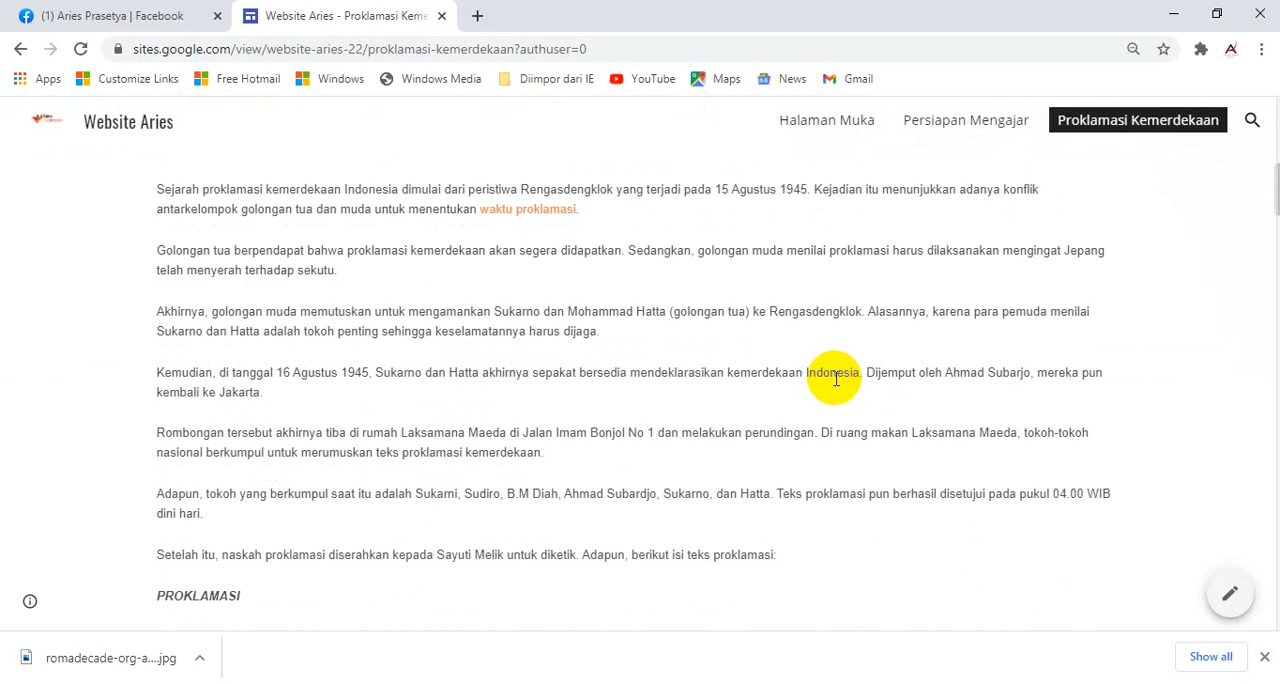 (1) Aries Prasetya | Facebook
Website Aries - Proklamasi Keme
sites.google.com/view/website-aries-22/proklamasi-kemerdekaan?authuser=0
Apps Customize Links Free Hotmail Windows Windows Media Diimpor dari IE YouTube Maps News Gmail
Website Aries
Halaman Muka Persiapan Mengajar Proklamasi Kemerdekaan
Sejarah proklamasi kemerdekaan Indonesia dimulai dari peristiwa Rengasdengklok yang terjadi pada 15 Agustus 1945. Kejadian itu menunjukkan adanya konflik
antarkelompok golongan tua dan muda untuk menentukan waktu proklamasi.
Golongan tua berpendapat bahwa proklamasi kemerdekaan akan segera didapatkan. Sedangkan, golongan muda menilai proklamasi harus dilaksanakan mengingat Jepang
telah menyerah terhadap sekutu.
Akhirnya, golongan muda memutuskan untuk mengamankan Sukarno dan Mohammad Hatta (golongan tua) ke Rengasdengklok. Alasannya, karena para pemuda menilai
Sukarno dan Hatta adalah tokoh penting sehingga keselamatannya harus dijaga.
Kemudian, di tanggal 16 Agustus 1945, Sukarno dan Hatta akhirnya sepakat bersedia mendeklarasikan kemerdekaan Indonesia. Dijemput oleh Ahmad Subarjo, mereka pun
kembali ke Jakarta.
Rombongan tersebut akhirnya tiba di rumah Laksamana Maeda di Jalan Imam Bonjol No 1 dan melakukan perundingan. Di ruang makan Laksamana Maeda, tokoh-tokoh
nasional berkumpul untuk merumuskan teks proklamasi kemerdekaan.
Adapun, tokoh yang berkumpul saat itu adalah Sukarni, Sudiro, B.M Diah, Ahmad Subardjo, Sukarno, dan Hatta. Teks proklamasi pun berhasil disetujui pada pukul 04.00 WIB
dini hari.
Setelah itu, naskah proklamasi diserahkan kepada Sayuti Melik untuk diketik. Adapun, berikut isi teks proklamasi:
PROKLAMASI
romadecade-org-a....jpg
Show all